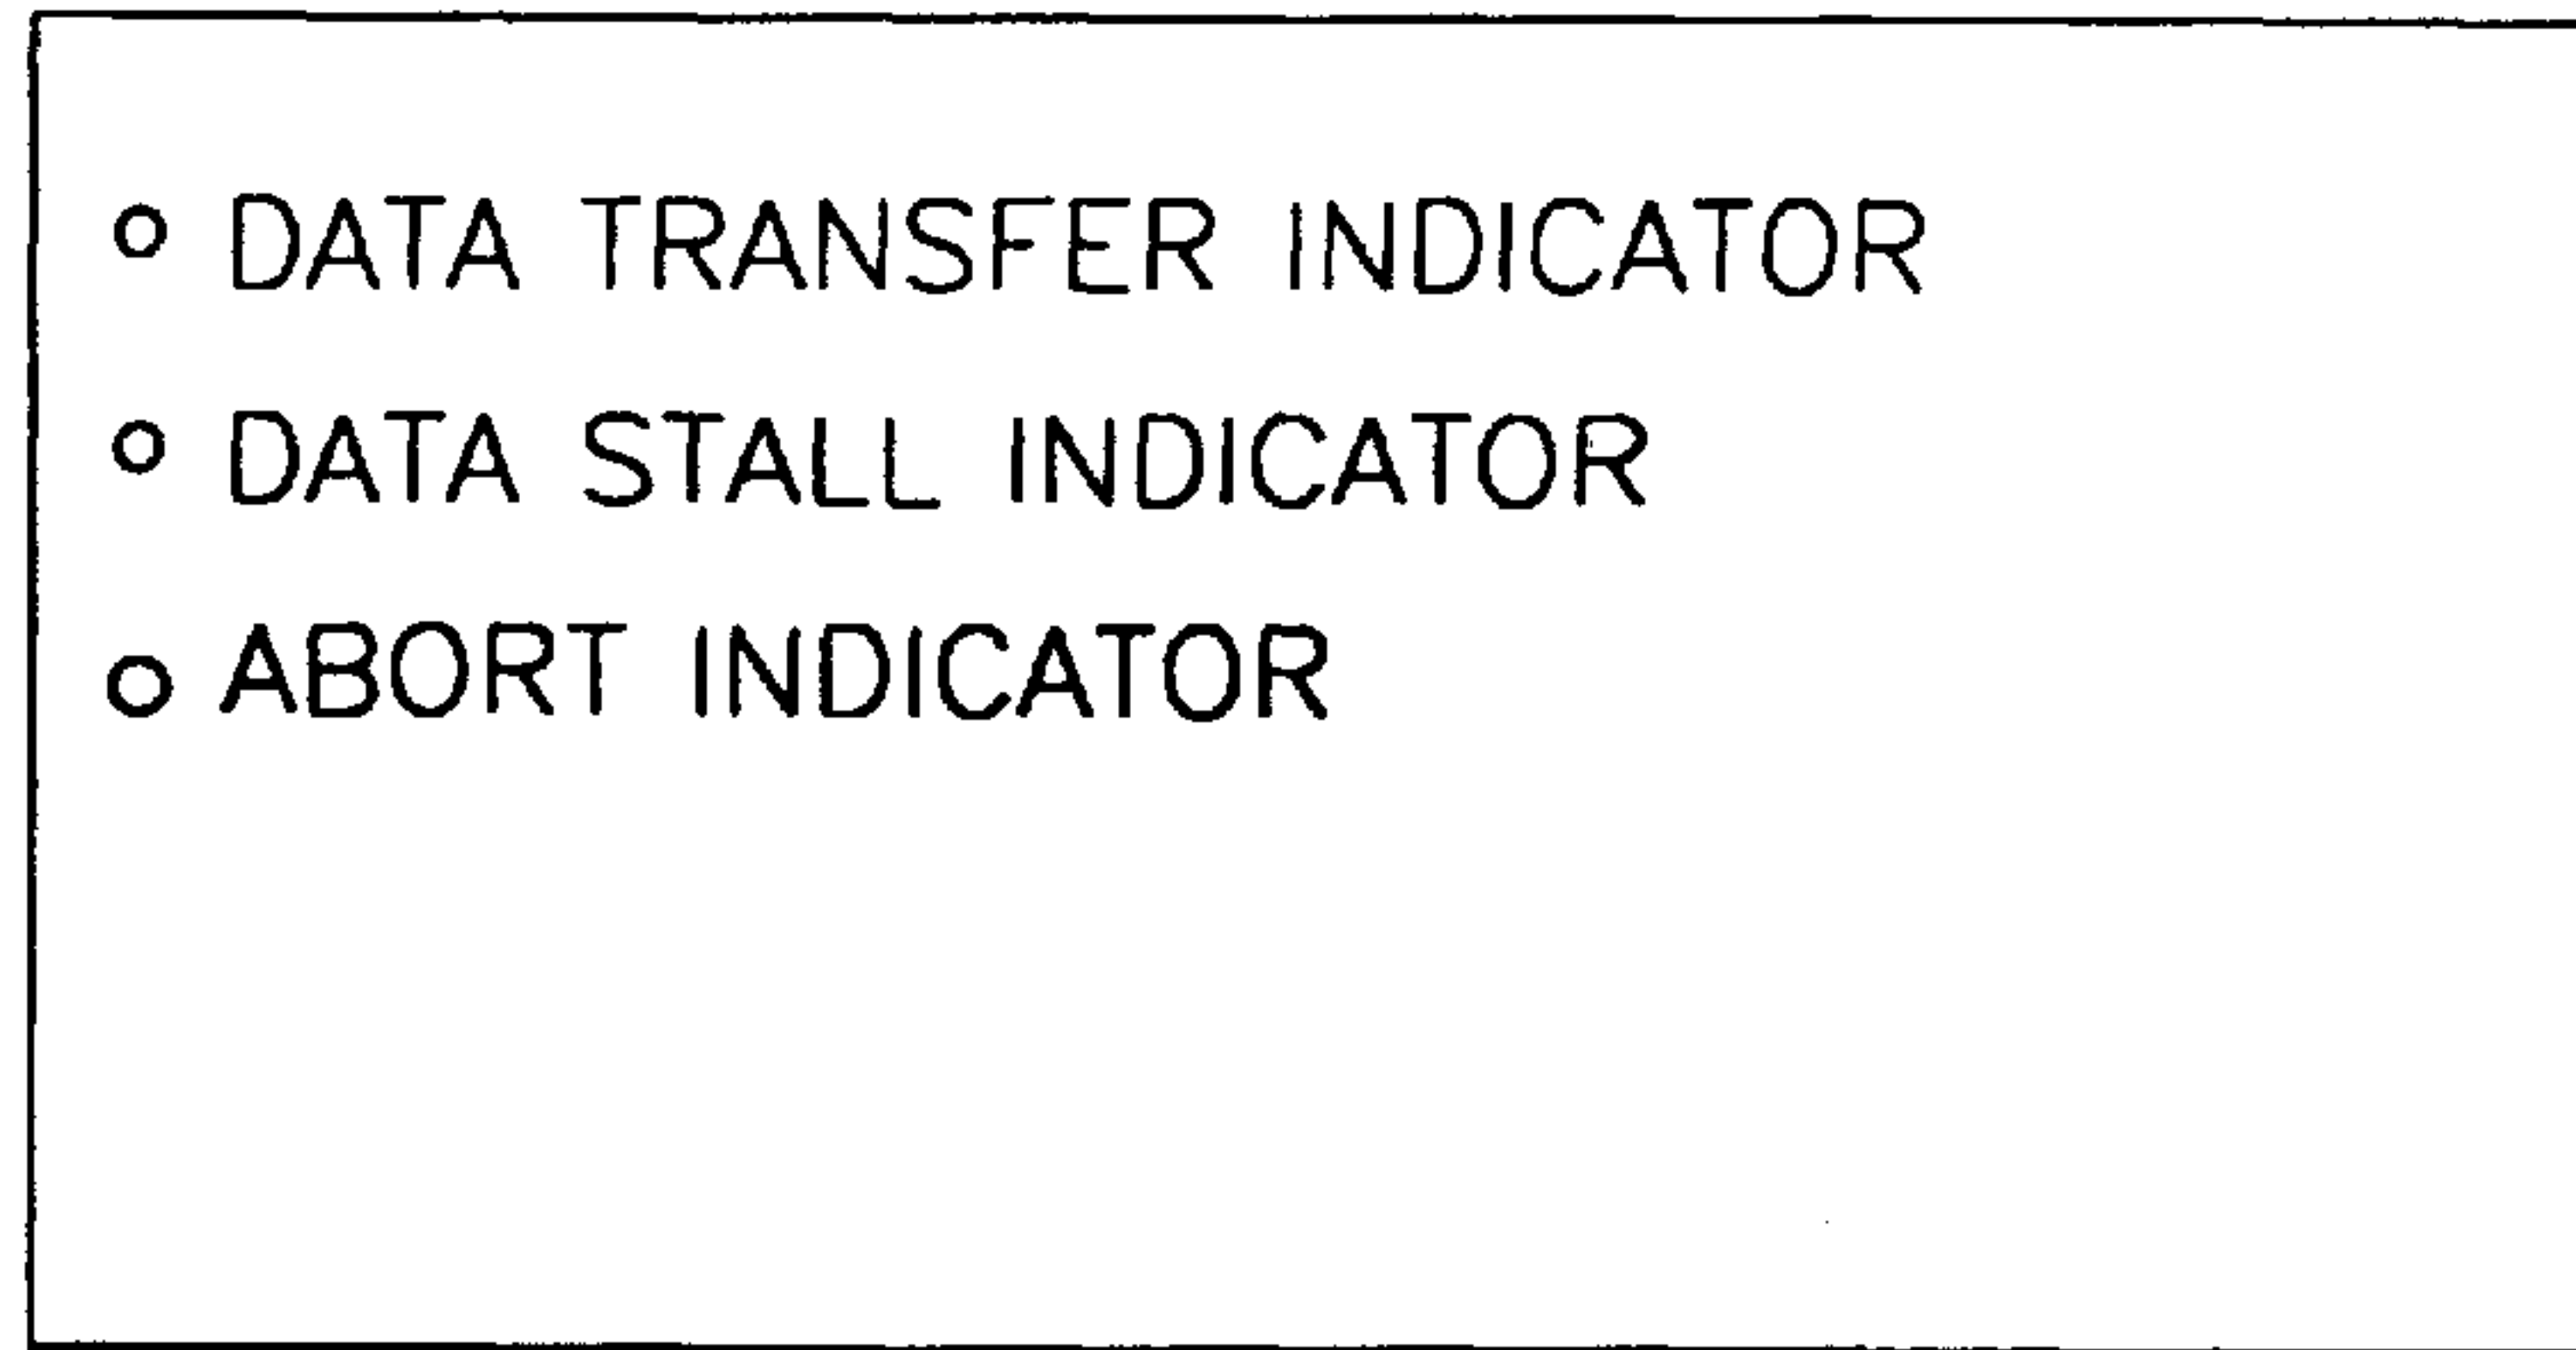 o DATA TRANSFER INDICATOR
o DATA STALL INDICATOR
o ABORT INDICATOR